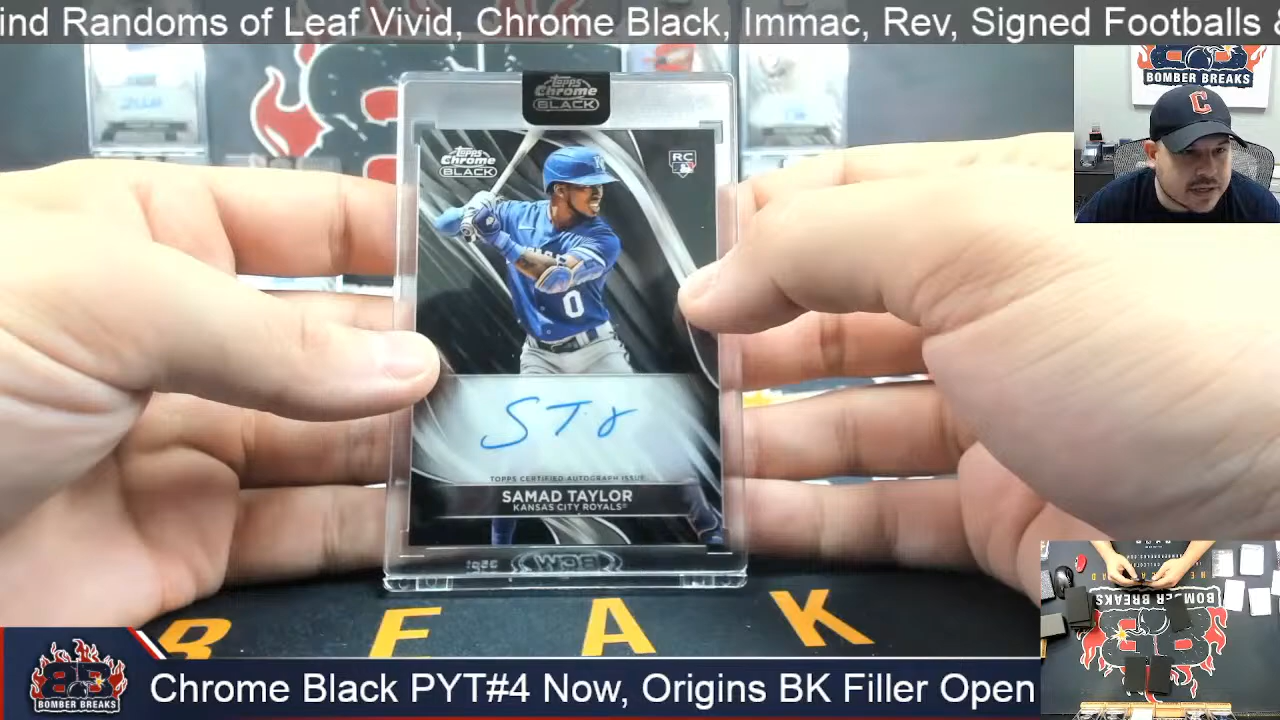 ind Randoms of Leaf Vivid, Chrome Black, Immac, Rev, Signed Footballs &
BOMBER BREAKS
C
Topps
Chrome
BLACK
Topps
Chrome
BLACK
RC
0
TOPPS CERTIFIED AUTOGRAPH ISSUE
SAMAD TAYLOR
KANSAS CITY ROYALS®
BREAK
BOMBER BREAKS
BOMBER BREAKS
Chrome Black PYT#4 Now, Origins BK Filler Open